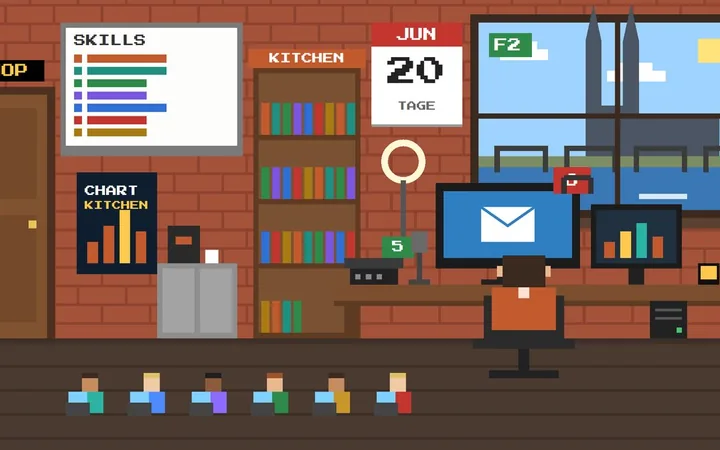 OP
SKILLS
KITCHEN
JUN
20
TAGE
F2
CHART
KITCHEN
5